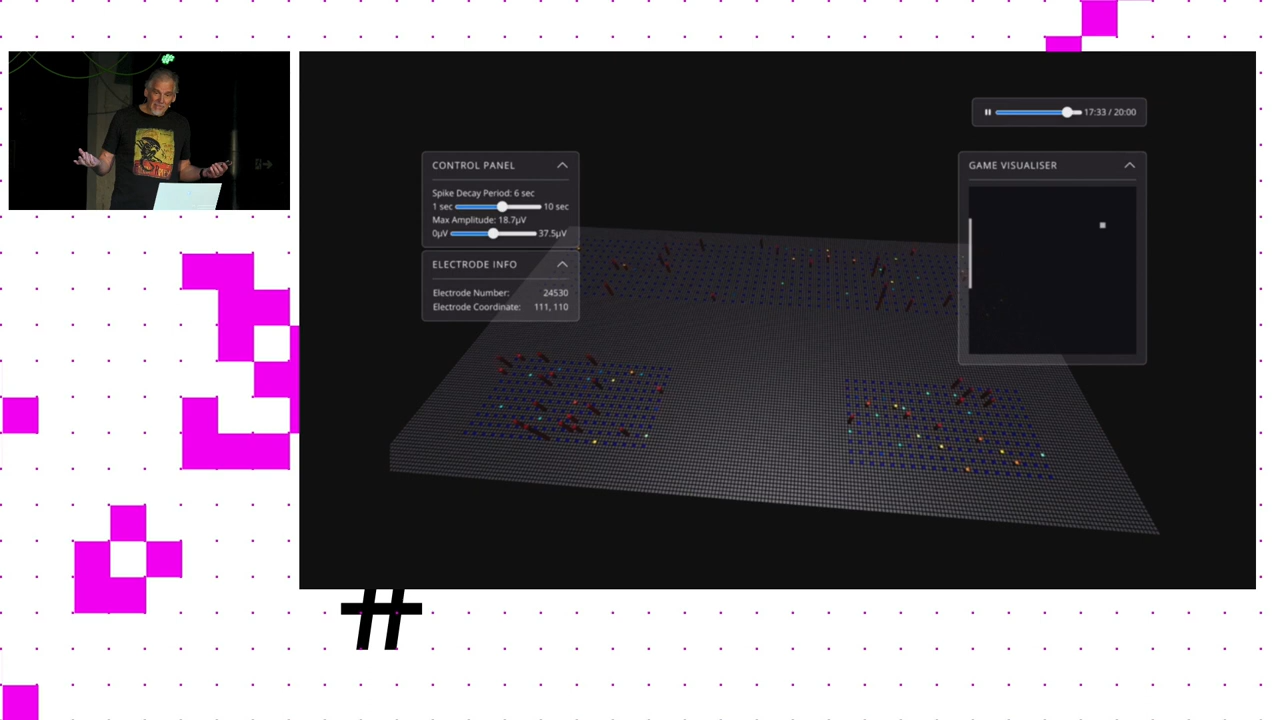 17:33 / 20:00
CONTROL PANEL
Spike Decay Period: 6 sec
1 sec 10 sec
Max Amplitude: 18.7µV
0µV 37.5µV
ELECTRODE INFO
Electrode Number: 24530
Electrode Coordinate: 111, 110
GAME VISUALISER
#